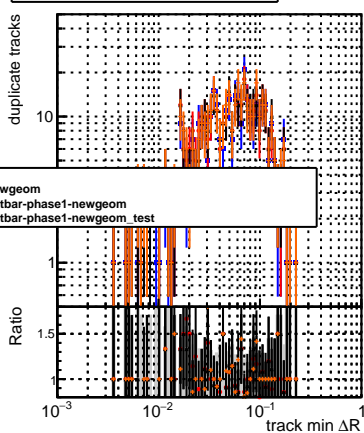 duplicate tracks
10
wgeom
tbar-phase1-newgeom
tbar-phase1-newgeom_test
1
Ratio
1.5
1
10⁻³
10⁻²
10⁻¹
1
track min ΔR